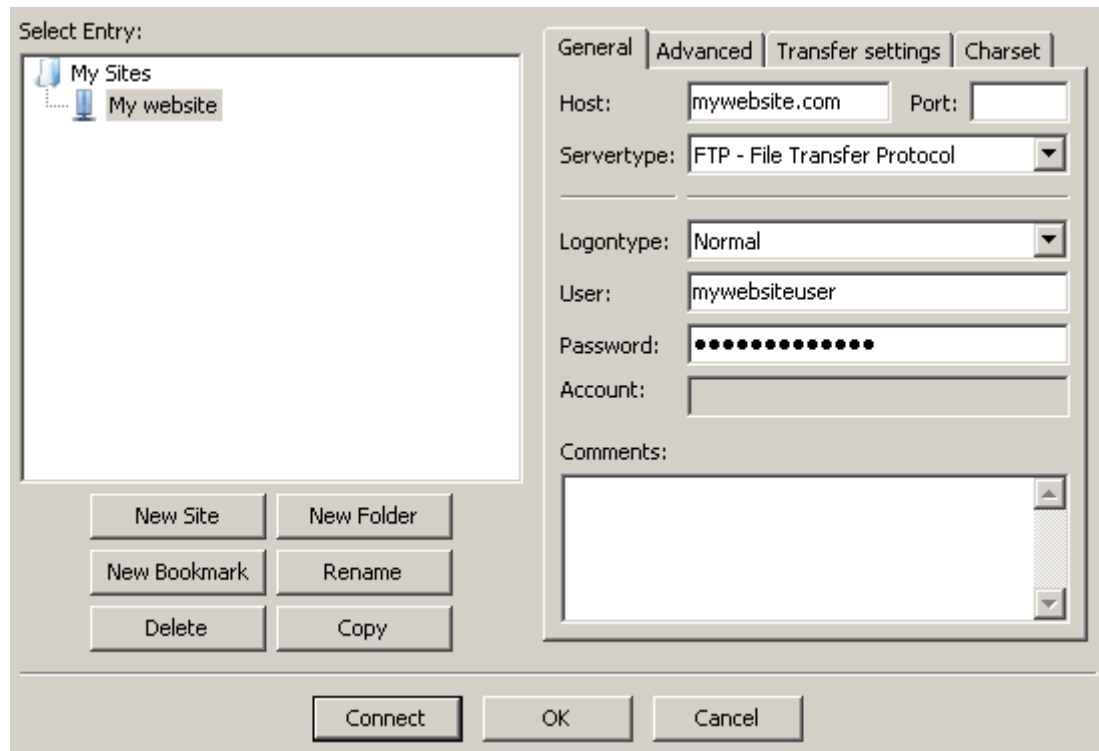 Select Entry:
My Sites
My website
New Site
New Folder
New Bookmark
Rename
Delete
Copy
General
Advanced
Transfer settings
Charset
Host:
mywebsite.com
Port:
Servertype:
FTP - File Transfer Protocol
Logontype:
Normal
User:
mywebsiteuser
Password:
●●●●●●●●●●●●●
Account:
Comments:
Connect
OK
Cancel